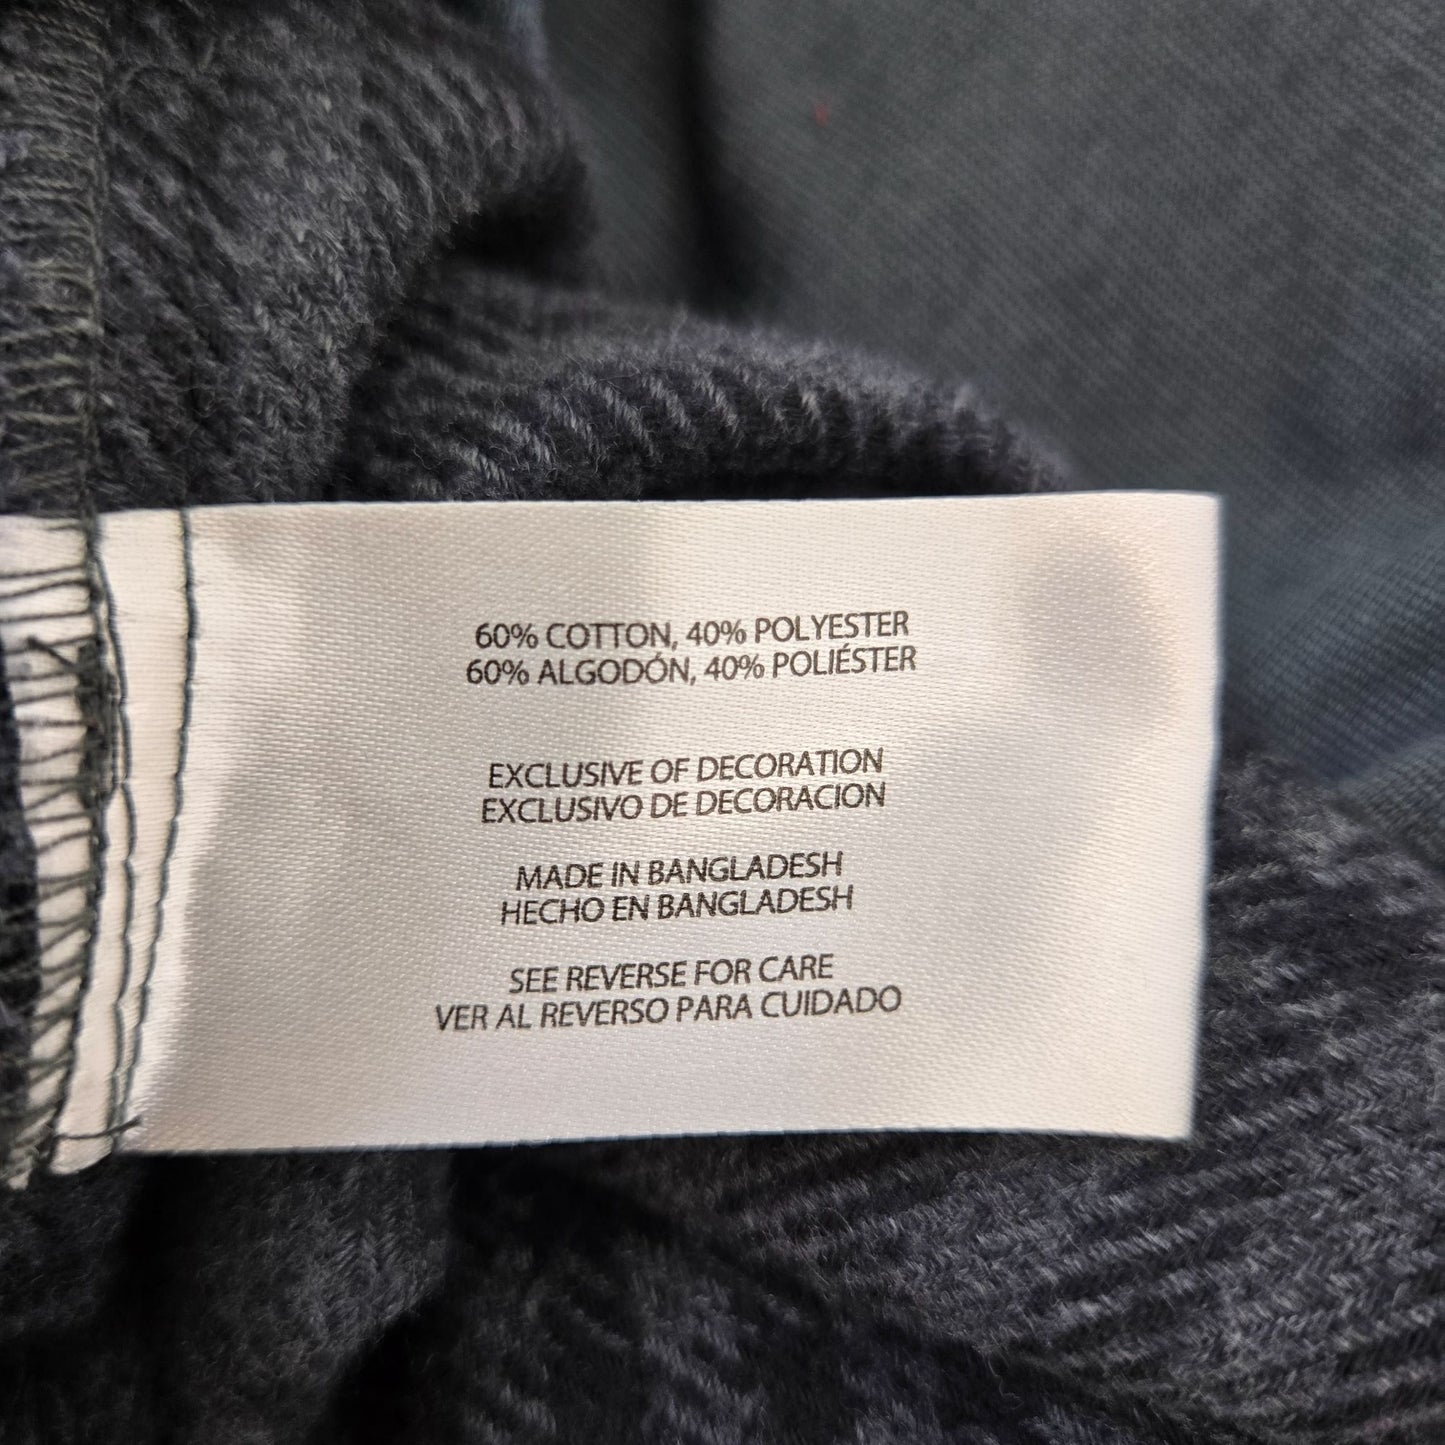 60% COTTON, 40% POLYESTER
60% ALGODÓN, 40% POLIÉSTER
EXCLUSIVE OF DECORATION
EXCLUSIVO DE DECORACION
MADE IN BANGLADESH
HECHO EN BANGLADESH
SEE REVERSE FOR CARE
VER AL REVERSO PARA CUIDADO